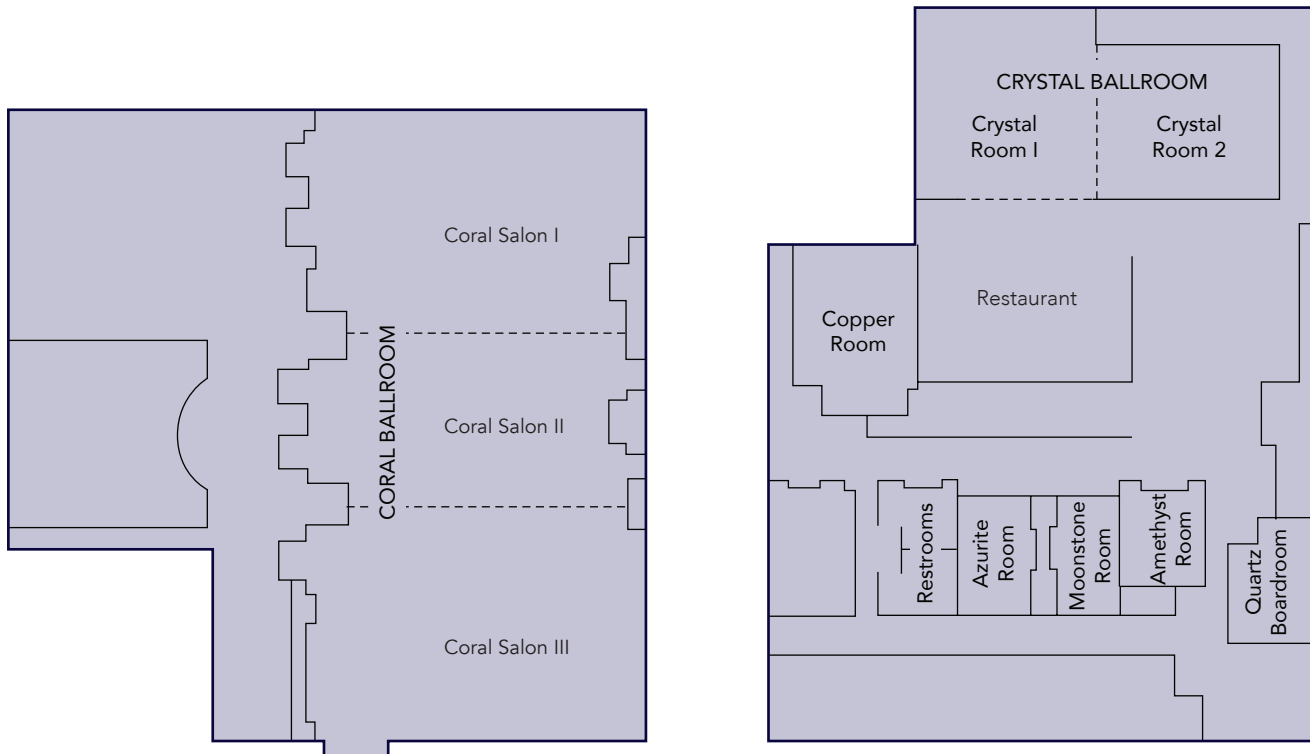 Coral Salon I
CORAL BALLROOM
Coral Salon II
Coral Salon III
CRYSTAL BALLROOM
Crystal
Room I
Crystal
Room 2
Restaurant
Copper
Room
Restrooms
Azurite
Room
Moonstone
Room
Amethyst
Room
Quartz
Boardroom